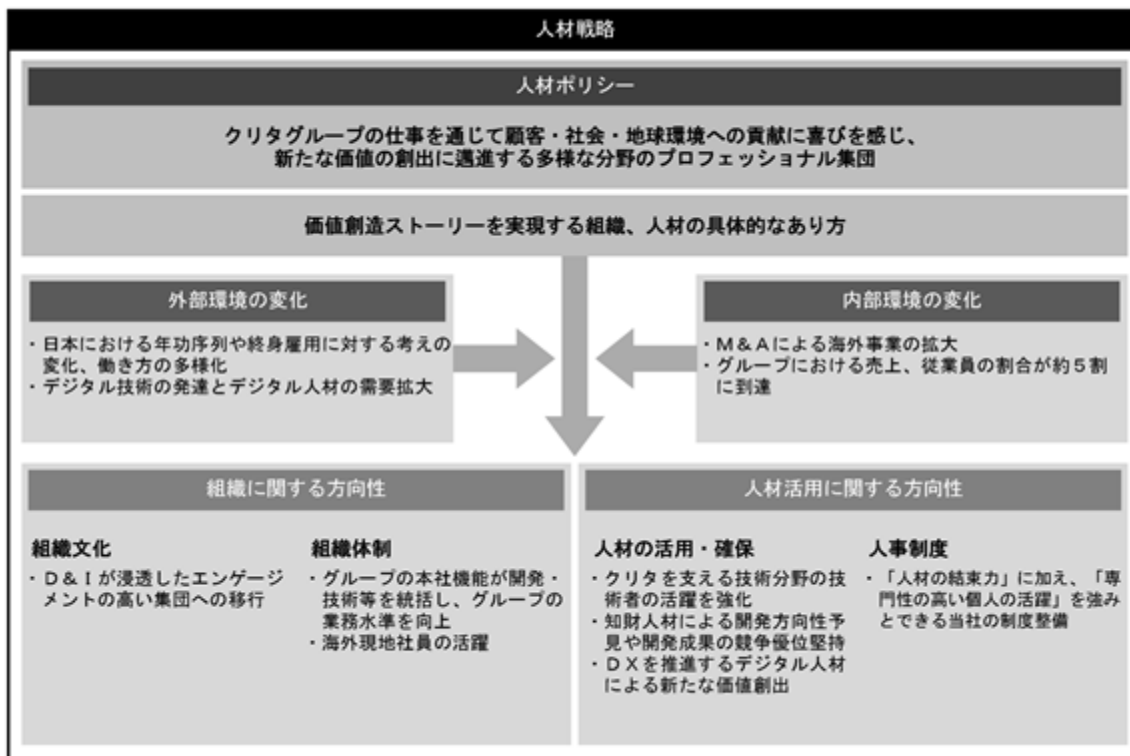 人材戦略
人材ポリシー
クリタグループの仕事を通じて顧客・社会・地球環境への貢献に喜びを感じ、
新たな価値の創出に邁進する多様な分野のプロフェッショナル集団
価値創造ストーリーを実現する組織、人材の具体的なあり方
外部環境の変化
・日本における年功序列や終身雇用に対する考えの
変化、働き方の多様化
・デジタル技術の発達とデジタル人材の需要拡大
内部環境の変化
・M&Aによる海外事業の拡大
・グループにおける売上、従業員の割合が約5割
に到達
組織に関する方向性
組織文化
・D&Iが浸透したエンゲージ
メントの高い集団への移行
組織体制
・グループの本社機能が開発・
技術等を統括し、グループの
業務水準を向上
・海外現地社員の活躍
人材活用に関する方向性
人材の活用・確保
・クリタを支える技術分野の技
術者の活躍を強化
・知財人材による開発方向性予
見や開発成果の競争優位堅持
・DXを推進するデジタル人材
による新たな価値創出
人事制度
・「人材の結束力」に加え、「専
門性の高い個人の活躍」を強み
とできる当社の制度整備